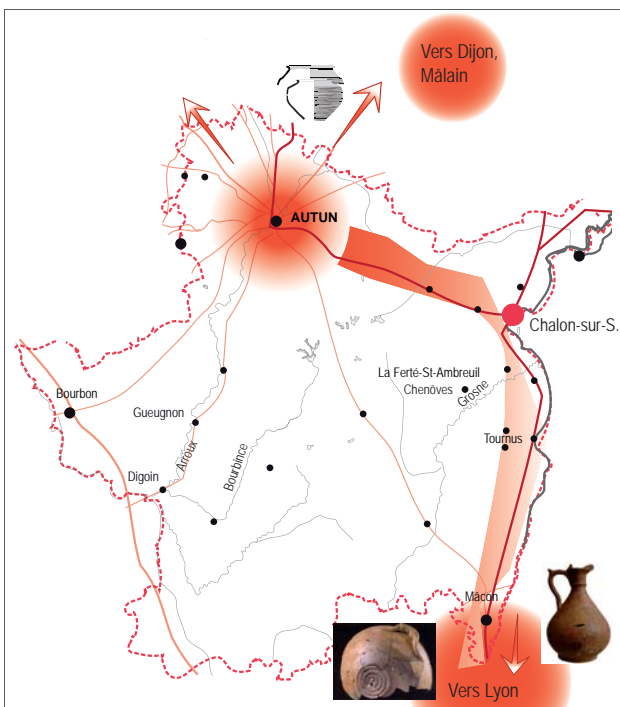 Vers Dijon,
Mâlain
AUTUN
Chalon-sur-S.
La Ferté-St-Ambreuil
Chenôves
Grosne
Bourbon
Gueugnon
Arroux
Bourbince
Tournus
Digoin
Mâcon
Vers Lyon